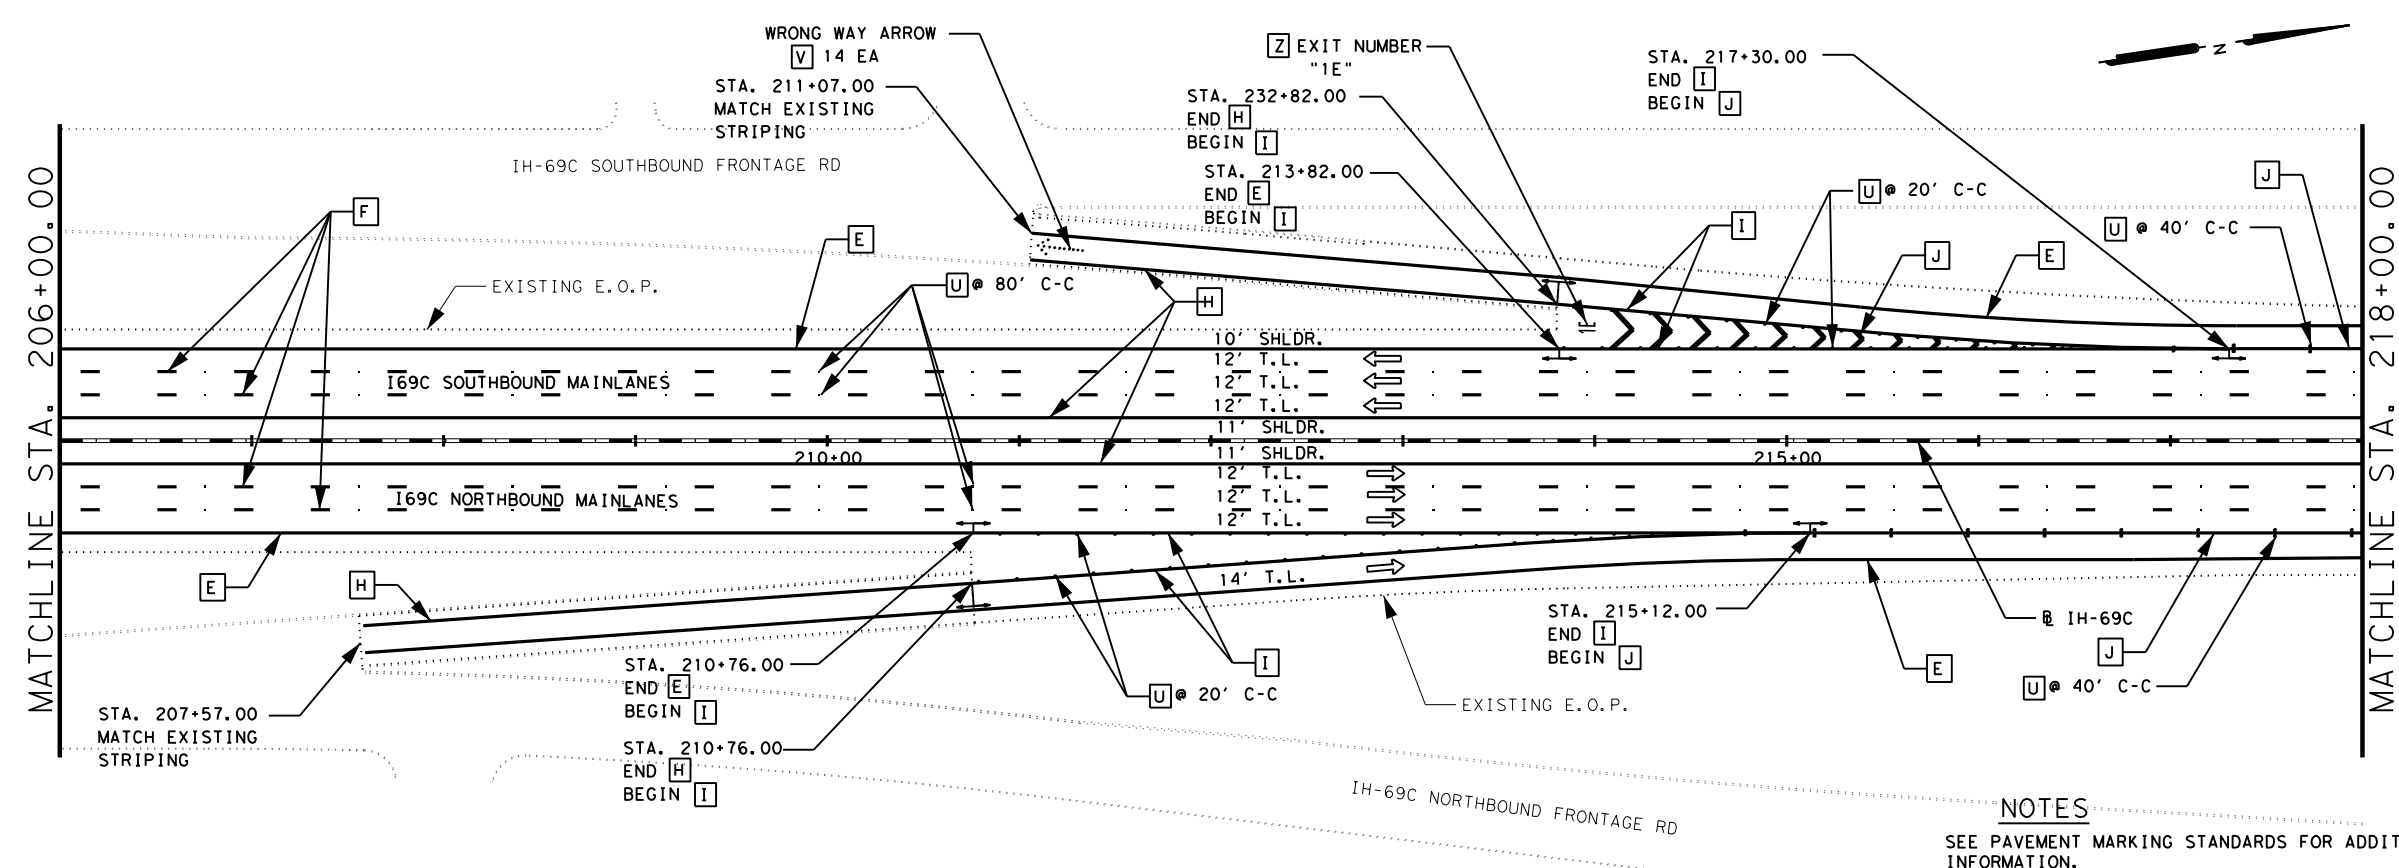 WRONG WAY ARROW
V 14 EA
STA. 211+07.00
MATCH EXISTING
STRIPING
Z EXIT NUMBER
"1E"
STA. 232+82.00
END H
BEGIN I
STA. 213+82.00
END E
BEGIN I
STA. 217+30.00
END I
BEGIN J
N
MATCHLINE STA. 206+00.00
IH-69C SOUTHBOUND FRONTAGE RD
F
E
EXISTING E.O.P.
U @ 80' C-C
H
I
U @ 20' C-C
J
E
U @ 40' C-C
J
1E
10' SHLDR.
12' T.L.
I69C SOUTHBOUND MAINLANES
12' T.L.
12' T.L.
11' SHLDR.
210+00
11' SHLDR.
215+00
12' T.L.
I69C NORTHBOUND MAINLANES
12' T.L.
12' T.L.
14' T.L.
E
H
STA. 207+57.00
MATCH EXISTING
STRIPING
STA. 210+76.00
END E
BEGIN I
STA. 210+76.00
END H
BEGIN I
I
U @ 20' C-C
EXISTING E.O.P.
STA. 215+12.00
END I
BEGIN J
E
℄ IH-69C
J
U @ 40' C-C
MATCHLINE STA. 218+00.00
IH-69C NORTHBOUND FRONTAGE RD
NOTES
SEE PAVEMENT MARKING STANDARDS FOR ADDIT
INFORMATION.